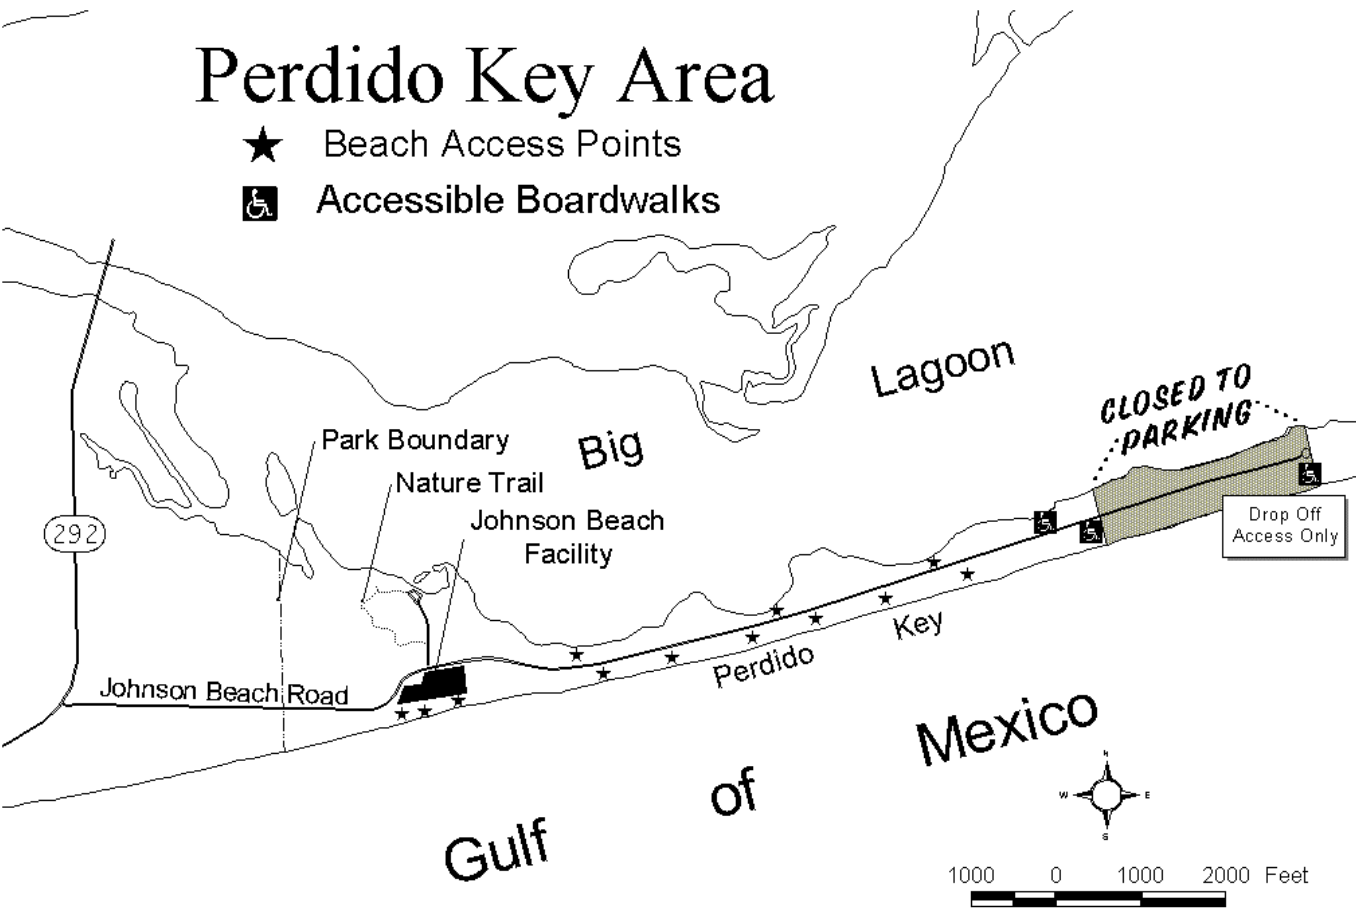 Perdido Key Area
Beach Access Points
Accessible Boardwalks
Lagoon
CLOSED TO
PARKING
Big
Park Boundary
Nature Trail
Johnson Beach
Facility
292
Drop Off
Access Only
Key
Perdido
Johnson Beach Road
Mexico
of
Gulf
N
W
E
S
1000 0 1000 2000 Feet